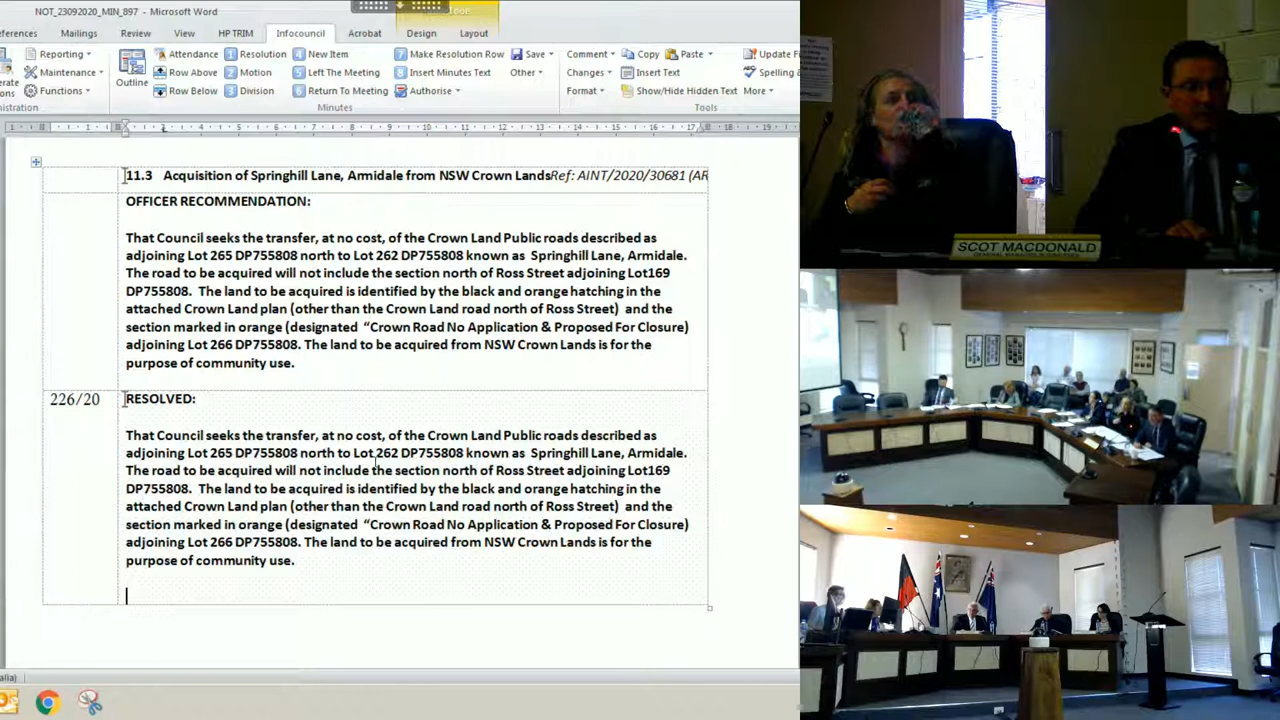 NOT_23092020_MIN_897 - Microsoft Word
Tools
ferences Mailings Review View HP TRIM Infocouncil Acrobat Design Layout
Reporting Attendance 1 Resolution New Item 7 Make Resolution Row Save Comment Copy Paste Update F
Maintenance Outline Row Above 2 Motion 5 Left The Meeting 8 Insert Minutes Text Other Changes Insert Text Spelling
Functions Row Below 3 Division 6 Return To Meeting Authorise Format Show/Hide Hidden Text More
Minutes Tools
11.3 Acquisition of Springhill Lane, Armidale from NSW Crown Lands Ref: AINT/2020/30681 (AR
OFFICER RECOMMENDATION:
That Council seeks the transfer, at no cost, of the Crown Land Public roads described as
adjoining Lot 265 DP755808 north to Lot 262 DP755808 known as Springhill Lane, Armidale.
The road to be acquired will not include the section north of Ross Street adjoining Lot169
DP755808. The land to be acquired is identified by the black and orange hatching in the
attached Crown Land plan (other than the Crown Land road north of Ross Street) and the
section marked in orange (designated “Crown Road No Application & Proposed For Closure)
adjoining Lot 266 DP755808. The land to be acquired from NSW Crown Lands is for the
purpose of community use.
226/20 RESOLVED:
That Council seeks the transfer, at no cost, of the Crown Land Public roads described as
adjoining Lot 265 DP755808 north to Lot 262 DP755808 known as Springhill Lane, Armidale.
The road to be acquired will not include the section north of Ross Street adjoining Lot169
DP755808. The land to be acquired is identified by the black and orange hatching in the
attached Crown Land plan (other than the Crown Land road north of Ross Street) and the
section marked in orange (designated “Crown Road No Application & Proposed For Closure)
adjoining Lot 266 DP755808. The land to be acquired from NSW Crown Lands is for the
purpose of community use.
alia)
SCOT MACDONALD